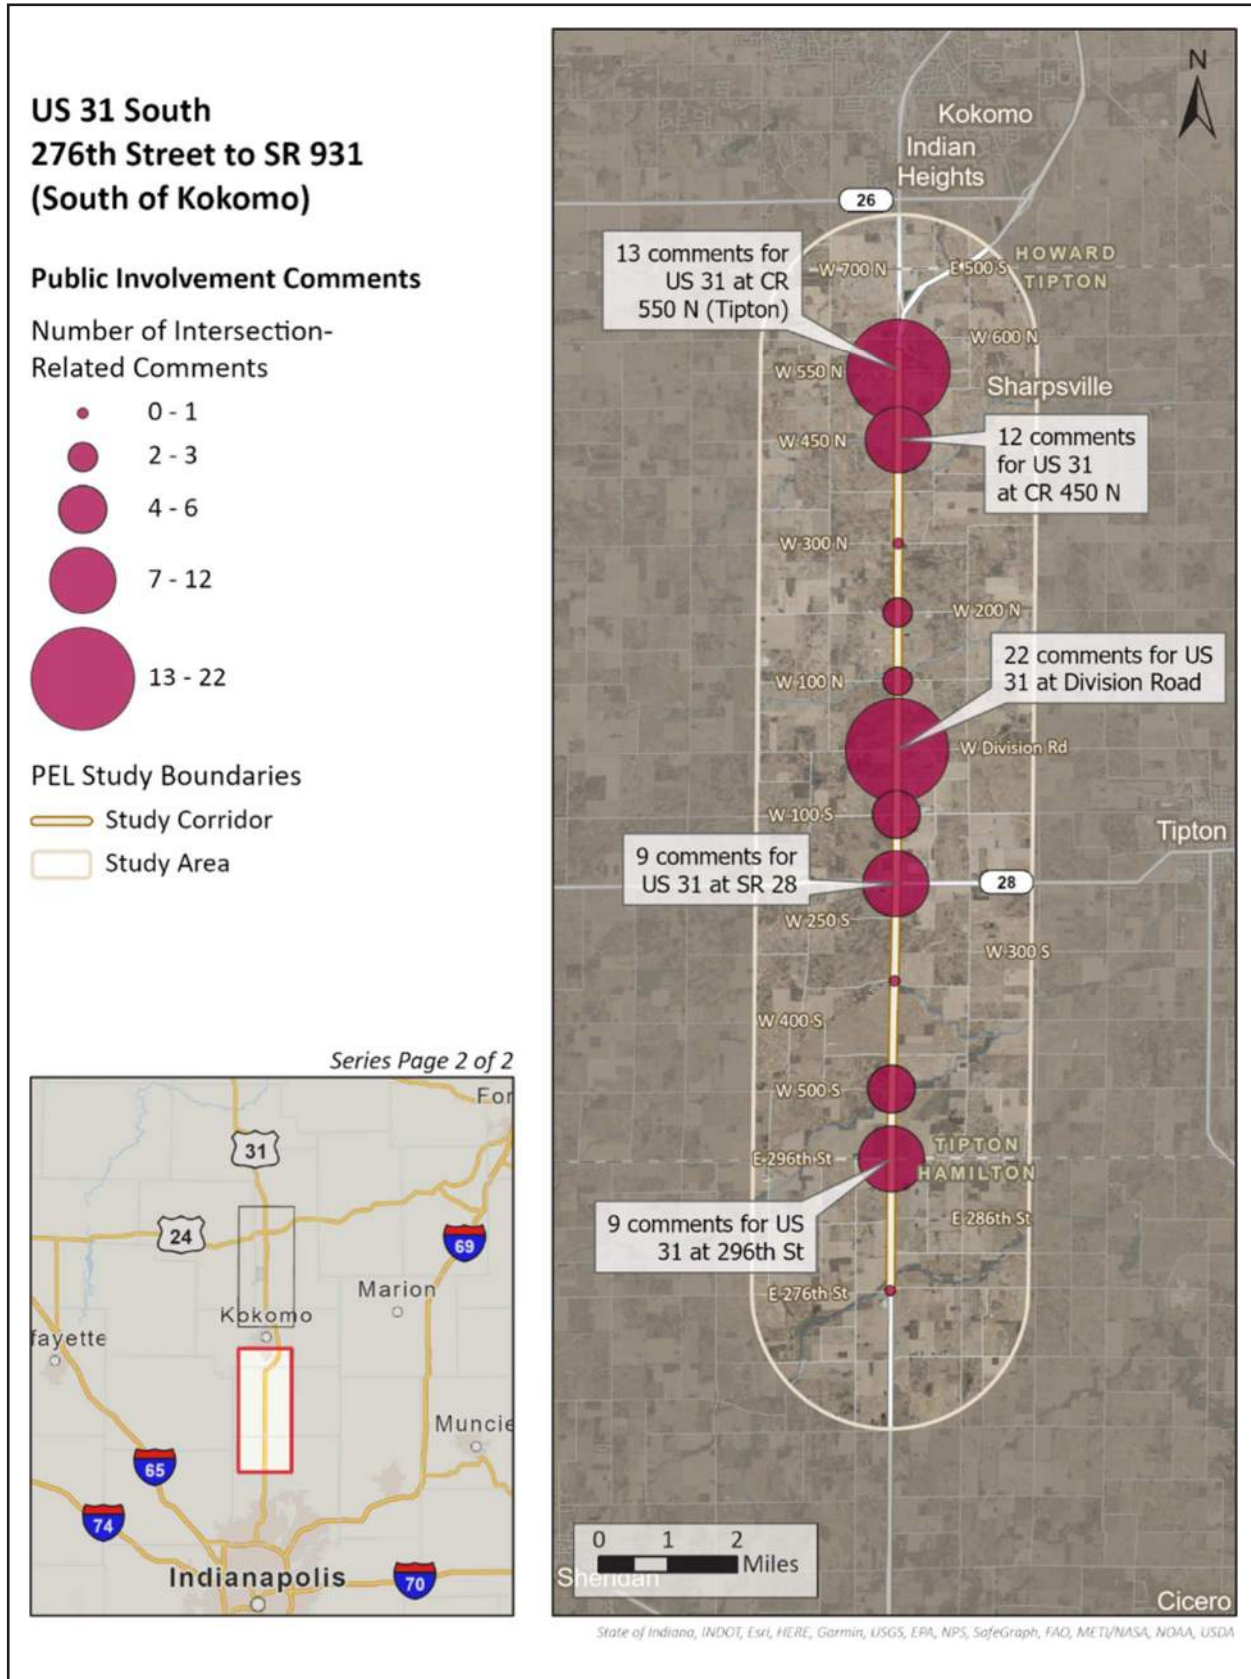 US 31 South
276th Street to SR 931
(South of Kokomo)
Public Involvement Comments
Number of Intersection-
Related Comments
0 - 1
2 - 3
4 - 6
7 - 12
13 - 22
PEL Study Boundaries
Study Corridor
Study Area
Series Page 2 of 2
For
31
24
69
Marion
Kokomo
fayette
Muncie
65
74
Indianapolis
70
N
Kokomo
Indian
Heights
26
HOWARD
TIPTON
13 comments for
US 31 at CR
550 N (Tipton)
W 700 N
E 500 S
W 600 N
W 550 N
Sharpsville
W 450 N
12 comments
for US 31
at CR 450 N
W 300 N
W 200 N
22 comments for US
31 at Division Road
W 100 N
W Division Rd
W 100 S
Tipton
9 comments for
US 31 at SR 28
28
W 250 S
W 300 S
W 400 S
W 500 S
TIPTON
HAMILTON
E 296th St
9 comments for US
31 at 296th St
E 286th St
E 276th St
0 1 2
Miles
Sheridan
Cicero
State of Indiana, INDOT, Esri, HERE, Garmin, USGS, EPA, NPS, SafeGraph, FAO, METI/NASA, NOAA, USDA